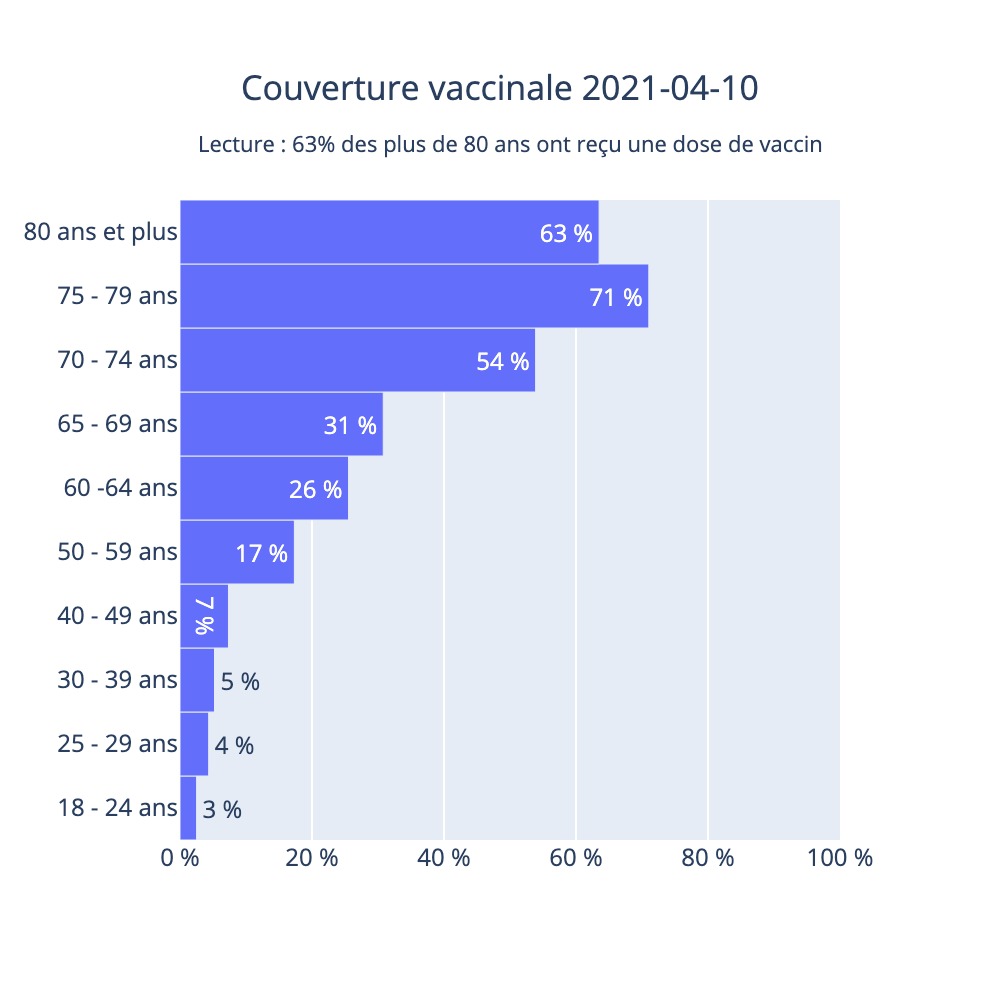 Couverture vaccinale 2021-04-10
Lecture : 63% des plus de 80 ans ont reçu une dose de vaccin
80 ans et plus 63 %
75 - 79 ans 71 %
70 - 74 ans 54 %
65 - 69 ans 31 %
60 -64 ans 26 %
50 - 59 ans 17 %
40 - 49 ans 7 %
30 - 39 ans 5 %
25 - 29 ans 4 %
18 - 24 ans 3 %
0 % 20 % 40 % 60 % 80 % 100 %